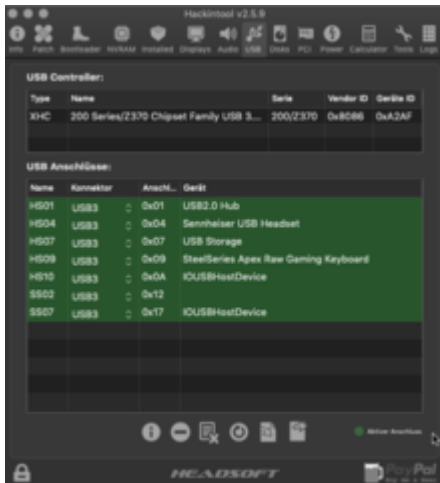 Hackintool v2.5.9
Info Patch Bootloader NVRAM Installed Displays Audio USB Disks PCI Power Calculator Tools Logs
USB Controller:
Type Name Serie Vendor ID Geräte ID
XHC 200 Series/Z370 Chipset Family USB 3.... 200/Z370 0x8086 0xA2AF
USB Anschlüsse:
Name Konnektor Anschl... Gerät
HS01 USB3 0x01 USB2.0 Hub
HS04 USB3 0x04 Sennheiser USB Headset
HS07 USB3 0x07 USB Storage
HS09 USB3 0x09 SteelSeries Apex Raw Gaming Keyboard
HS10 USB3 0x0A IOUSBHostDevice
SS02 USB3 0x12
SS07 USB3 0x17 IOUSBHostDevice
Aktiver Anschluss
HEADSOFT PayPal